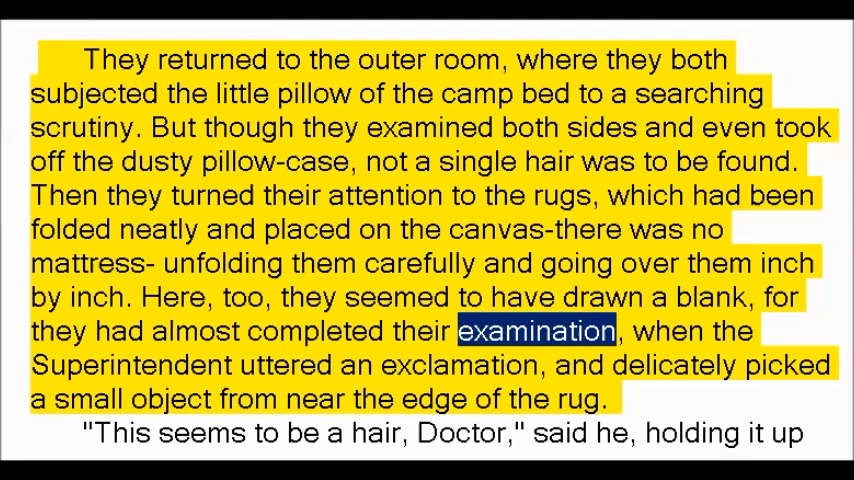 They returned to the outer room, where they both
subjected the little pillow of the camp bed to a searching
scrutiny. But though they examined both sides and even took
off the dusty pillow-case, not a single hair was to be found.
Then they turned their attention to the rugs, which had been
folded neatly and placed on the canvas-there was no
mattress- unfolding them carefully and going over them inch
by inch. Here, too, they seemed to have drawn a blank, for
they had almost completed their examination, when the
Superintendent uttered an exclamation, and delicately picked
a small object from near the edge of the rug.
"This seems to be a hair, Doctor," said he, holding it up